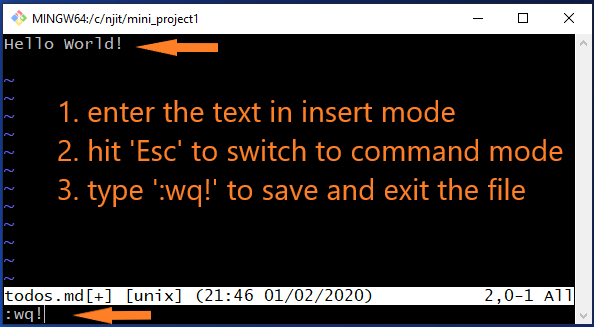 MINGW64:/c/njit/mini_project1
Hello World!
~
~
1. enter the text in insert mode
~
~
2. hit 'Esc' to switch to command mode
~
~
3. type ':wq!' to save and exit the file
~
~
~
~
~
todos.md[+] [unix] (21:46 01/02/2020) 2,0-1 All
:wq!